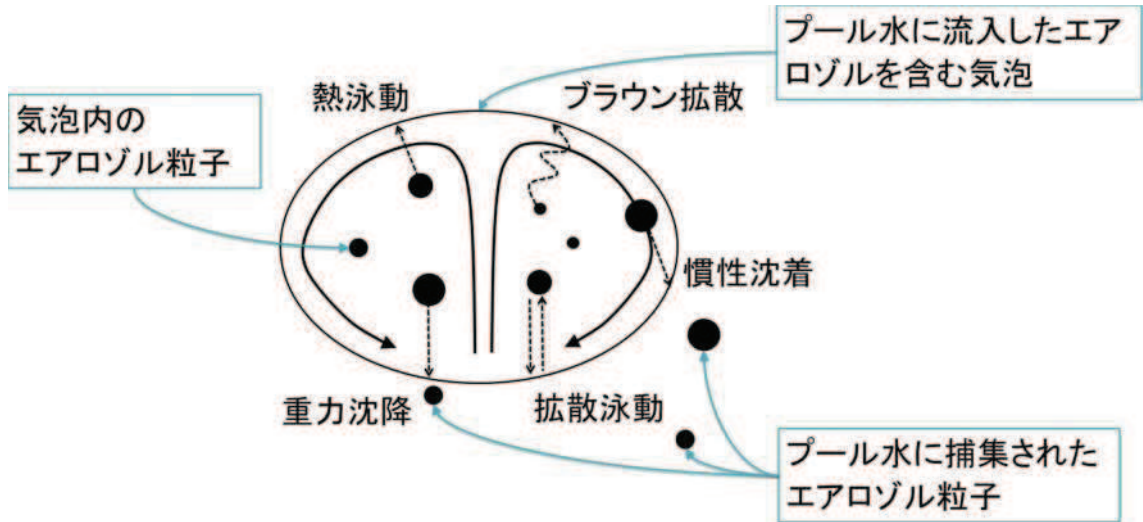 プール水に流入したエア
ロゾルを含む気泡
熱泳動
ブラウン拡散
気泡内の
エアロゾル粒子
慣性沈着
重力沈降
拡散泳動
プール水に捕集された
エアロゾル粒子